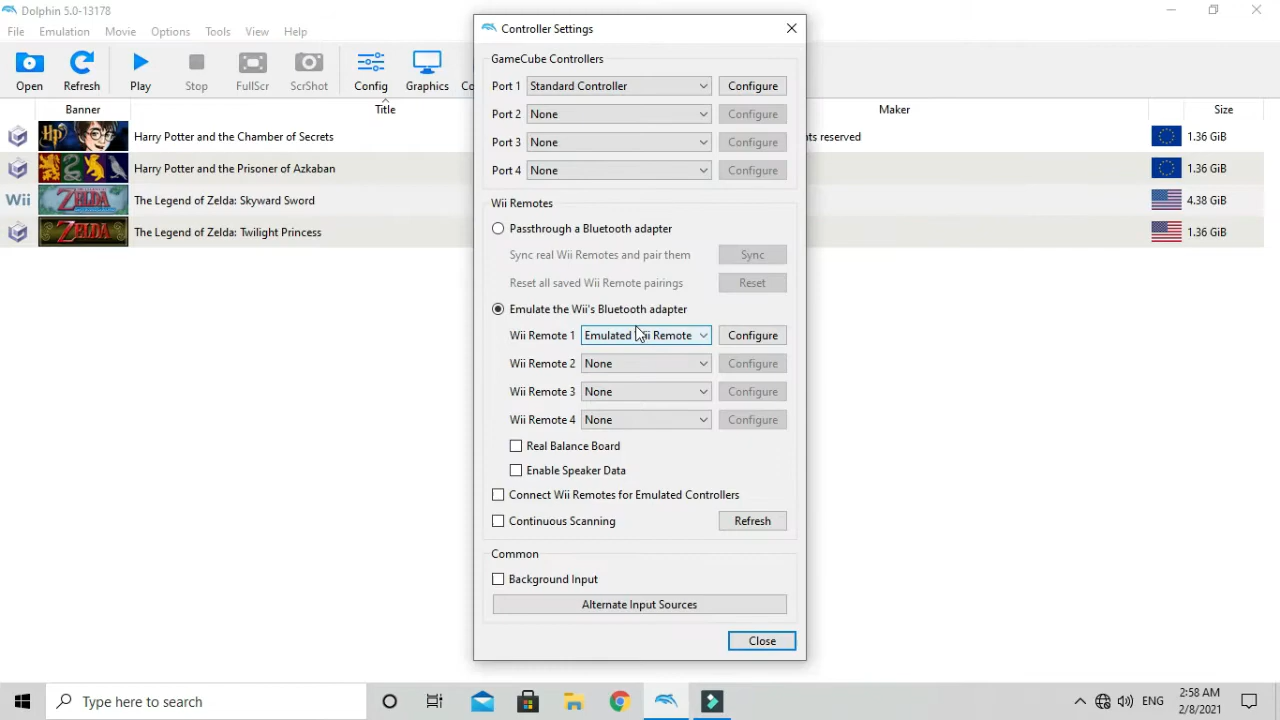 Dolphin 5.0-13178
File Emulation Movie Options Tools View Help
Open Refresh Play Stop FullScr ScrShot Config Graphics Co
Banner Title Maker Size
Harry Potter and the Chamber of Secrets nts reserved 1.36 GiB
Harry Potter and the Prisoner of Azkaban 1.36 GiB
Wii ZELDA The Legend of Zelda: Skyward Sword 4.38 GiB
ZELDA The Legend of Zelda: Twilight Princess 1.36 GiB
Controller Settings
GameCube Controllers
Port 1 Standard Controller Configure
Port 2 None Configure
Port 3 None Configure
Port 4 None Configure
Wii Remotes
Passthrough a Bluetooth adapter
Sync real Wii Remotes and pair them Sync
Reset all saved Wii Remote pairings Reset
Emulate the Wii's Bluetooth adapter
Wii Remote 1 Emulated Wii Remote Configure
Wii Remote 2 None Configure
Wii Remote 3 None Configure
Wii Remote 4 None Configure
Real Balance Board
Enable Speaker Data
Connect Wii Remotes for Emulated Controllers
Continuous Scanning Refresh
Common
Background Input
Alternate Input Sources
Close
Type here to search
ENG
2:58 AM
2/8/2021